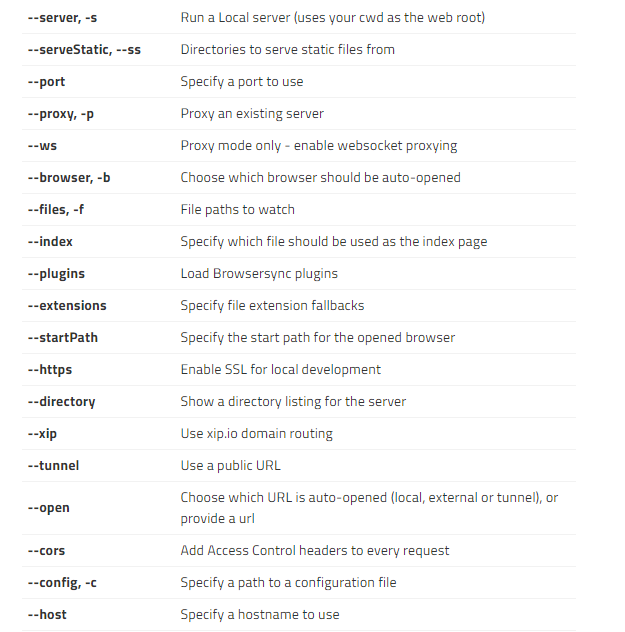 --server, -s Run a Local server (uses your cwd as the web root)
--serveStatic, --ss Directories to serve static files from
--port Specify a port to use
--proxy, -p Proxy an existing server
--ws Proxy mode only - enable websocket proxying
--browser, -b Choose which browser should be auto-opened
--files, -f File paths to watch
--index Specify which file should be used as the index page
--plugins Load Browsersync plugins
--extensions Specify file extension fallbacks
--startPath Specify the start path for the opened browser
--https Enable SSL for local development
--directory Show a directory listing for the server
--xip Use xip.io domain routing
--tunnel Use a public URL
--open Choose which URL is auto-opened (local, external or tunnel), or
provide a url
--cors Add Access Control headers to every request
--config, -c Specify a path to a configuration file
--host Specify a hostname to use